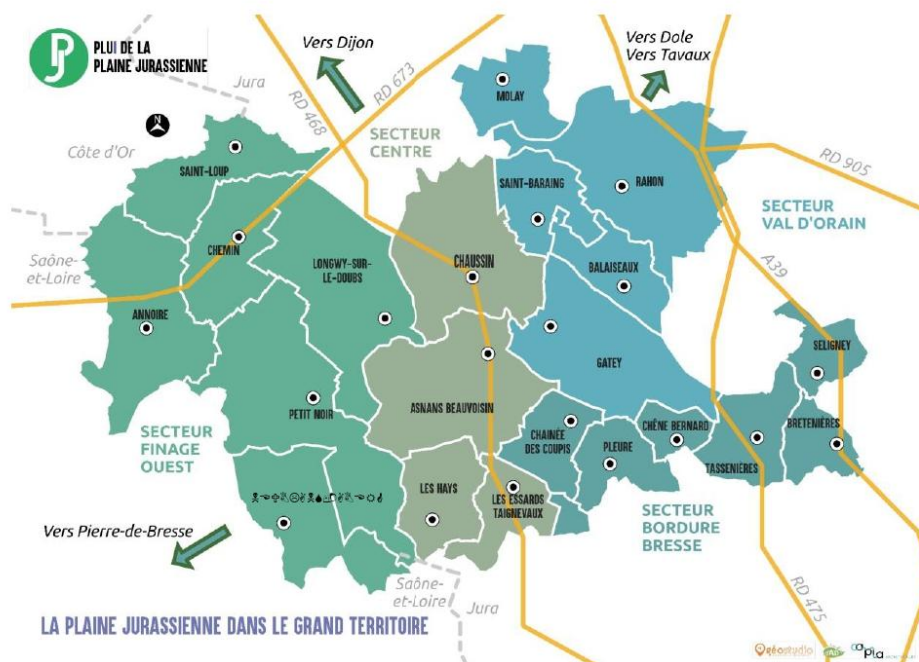 PLUI DE LA
PLAINE JURASSIENNE
Vers Dijon
Vers Dole
Vers Tavaux
Jura
RD 468
RD 673
MOLAY
N
SECTEUR
CENTRE
Côte d'Or
SAINT-LOUP
SAINT-BARAING
RAHON
RD 905
SECTEUR
VAL D'ORAIN
CHEMIN
Saône-
et-Loire
LONGWY-SUR-
LE-DOUBS
CHAUSSIN
BALAISEAUX
A39
ANNOIRE
SELIGNEY
GATEY
PETIT NOIR
ASNANS BEAUVOISIN
SECTEUR
FINAGE
OUEST
CHAINÉE
DES COUPIS
CHÊNE BERNARD
BRETENIÈRES
PLEURE
TASSENIÈRES
LES HAYS
LES ESSARDS
TAIGNEVAUX
SECTEUR
BORDURE
BRESSE
Vers Pierre-de-Bresse
Saône-
et-Loire
Jura
RD 475
LA PLAINE JURASSIENNE DANS LE GRAND TERRITOIRE
géostudio